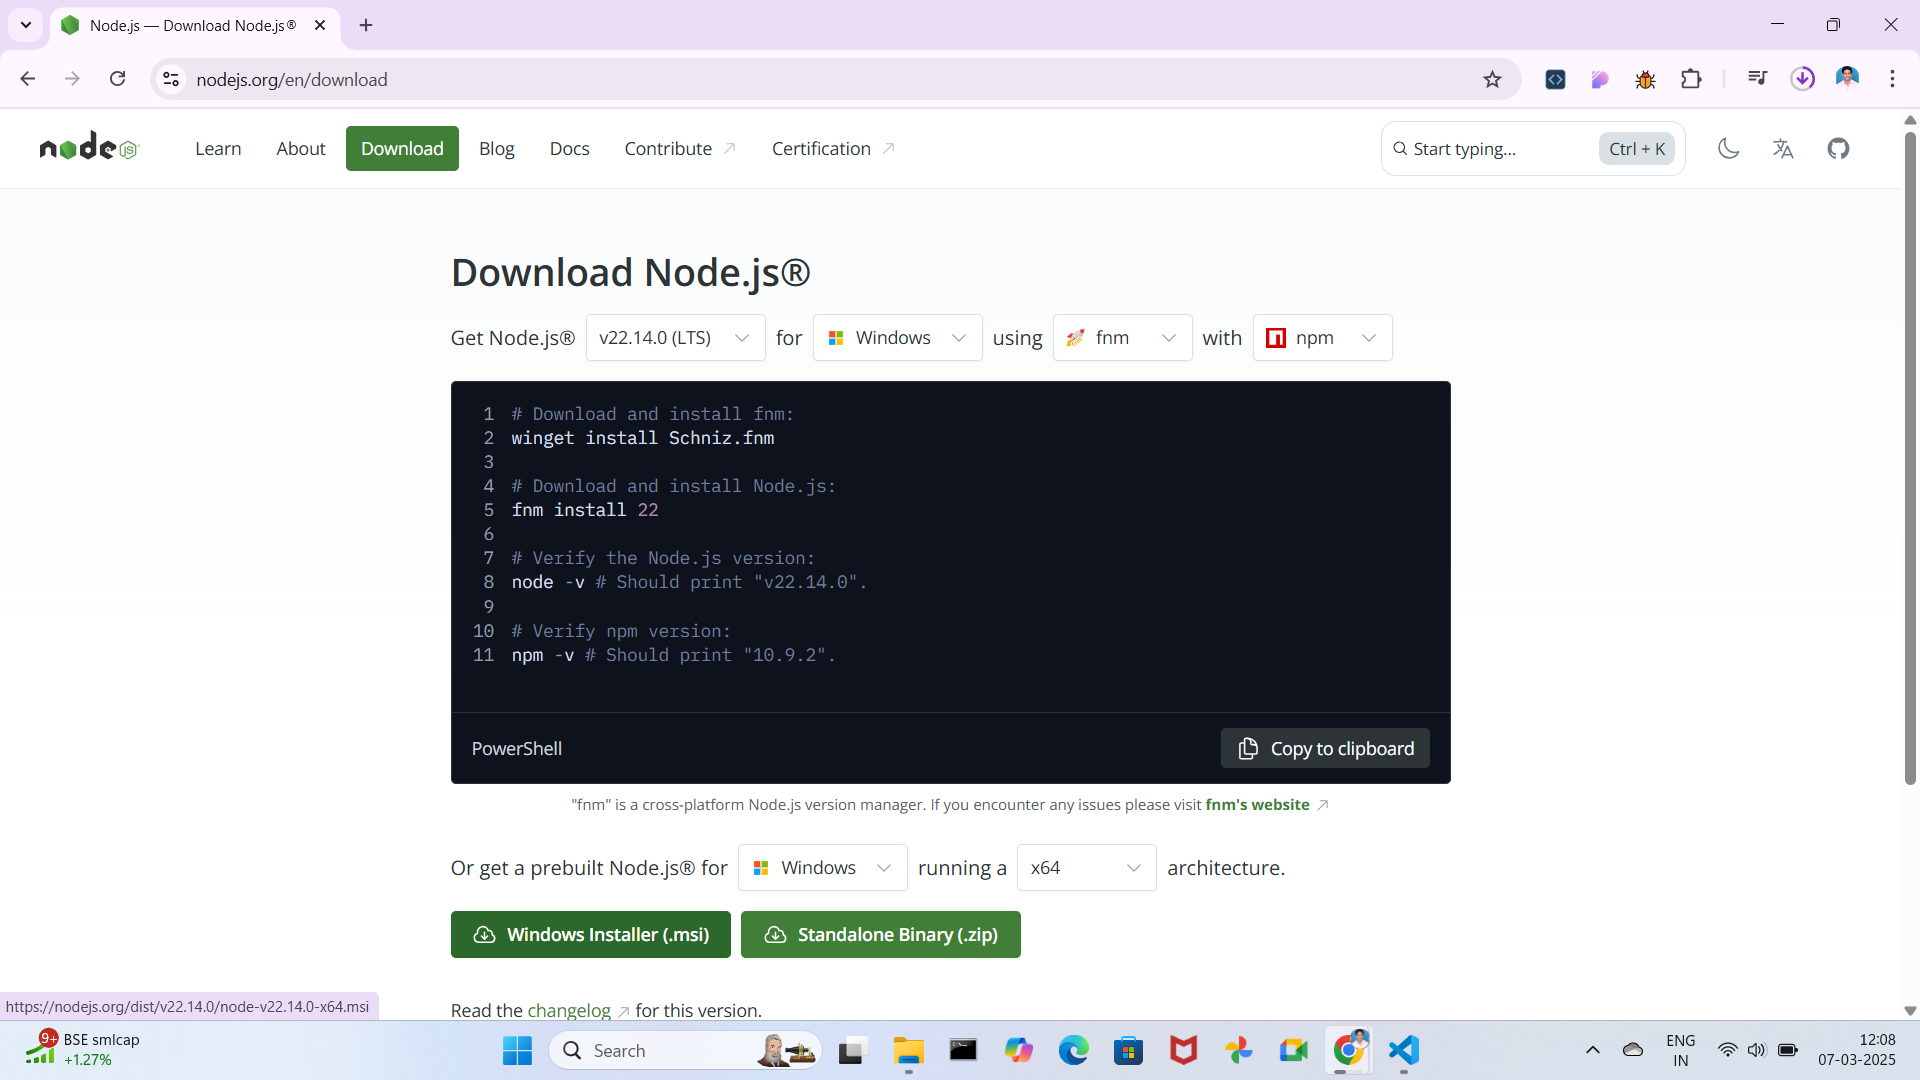 Node.js — Download Node.js®
nodejs.org/en/download
node JS
Learn About Download Blog Docs Contribute Certification Start typing... Ctrl + K
Download Node.js®
Get Node.js® v22.14.0 (LTS) for Windows using fnm with npm
1 # Download and install fnm:
2 winget install Schniz.fnm
3
4 # Download and install Node.js:
5 fnm install 22
6
7 # Verify the Node.js version:
8 node -v # Should print "v22.14.0".
9
10 # Verify npm version:
11 npm -v # Should print "10.9.2".
PowerShell Copy to clipboard
"fnm" is a cross-platform Node.js version manager. If you encounter any issues please visit fnm's website
Or get a prebuilt Node.js® for Windows running a x64 architecture.
Windows Installer (.msi) Standalone Binary (.zip)
https://nodejs.org/dist/v22.14.0/node-v22.14.0-x64.msi
Read the changelog for this version.
9+ BSE smlcap
+1.27%
Search
ENG
IN
12:08
07-03-2025